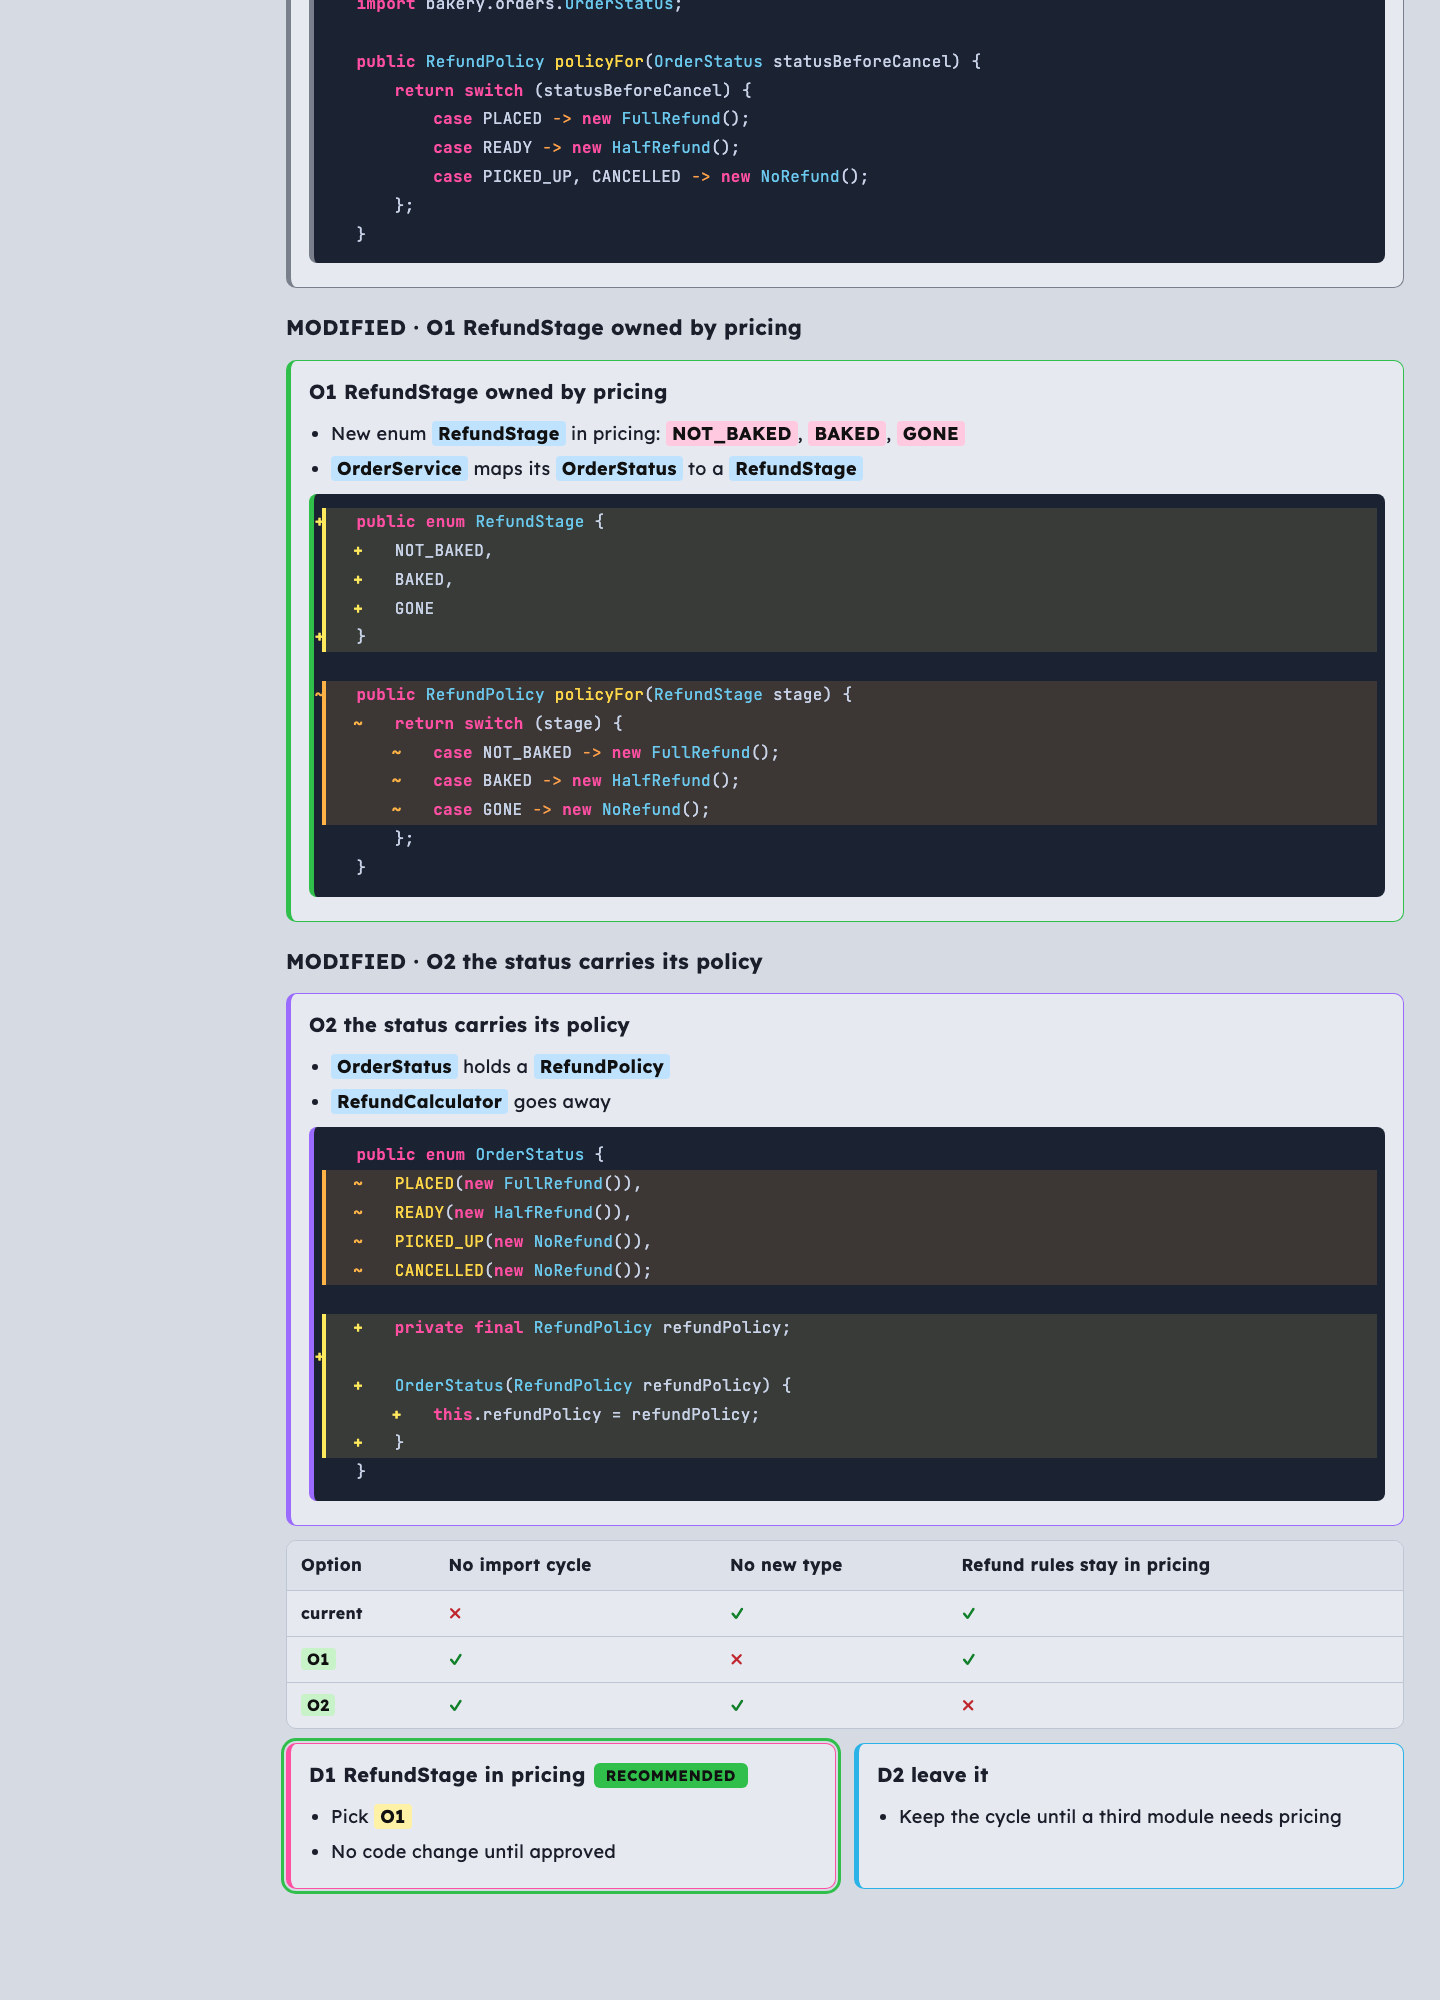 import bakery.orders.OrderStatus;
public RefundPolicy policyFor(OrderStatus statusBeforeCancel) {
return switch (statusBeforeCancel) {
case PLACED -> new FullRefund();
case READY -> new HalfRefund();
case PICKED_UP, CANCELLED -> new NoRefund();
};
}
MODIFIED · O1 RefundStage owned by pricing
O1 RefundStage owned by pricing
• New enum RefundStage in pricing: NOT_BAKED, BAKED, GONE
• OrderService maps its OrderStatus to a RefundStage
+ public enum RefundStage {
+ NOT_BAKED,
+ BAKED,
+ GONE
+ }
~ public RefundPolicy policyFor(RefundStage stage) {
~ return switch (stage) {
~ case NOT_BAKED -> new FullRefund();
~ case BAKED -> new HalfRefund();
~ case GONE -> new NoRefund();
};
}
MODIFIED · O2 the status carries its policy
O2 the status carries its policy
• OrderStatus holds a RefundPolicy
• RefundCalculator goes away
public enum OrderStatus {
~ PLACED(new FullRefund()),
~ READY(new HalfRefund()),
~ PICKED_UP(new NoRefund()),
~ CANCELLED(new NoRefund());
+ private final RefundPolicy refundPolicy;
+
+ OrderStatus(RefundPolicy refundPolicy) {
+ this.refundPolicy = refundPolicy;
+ }
}
Option No import cycle No new type Refund rules stay in pricing
current ✕ ✓ ✓
O1 ✓ ✕ ✓
O2 ✓ ✓ ✕
D1 RefundStage in pricing RECOMMENDED
• Pick O1
• No code change until approved
D2 leave it
• Keep the cycle until a third module needs pricing